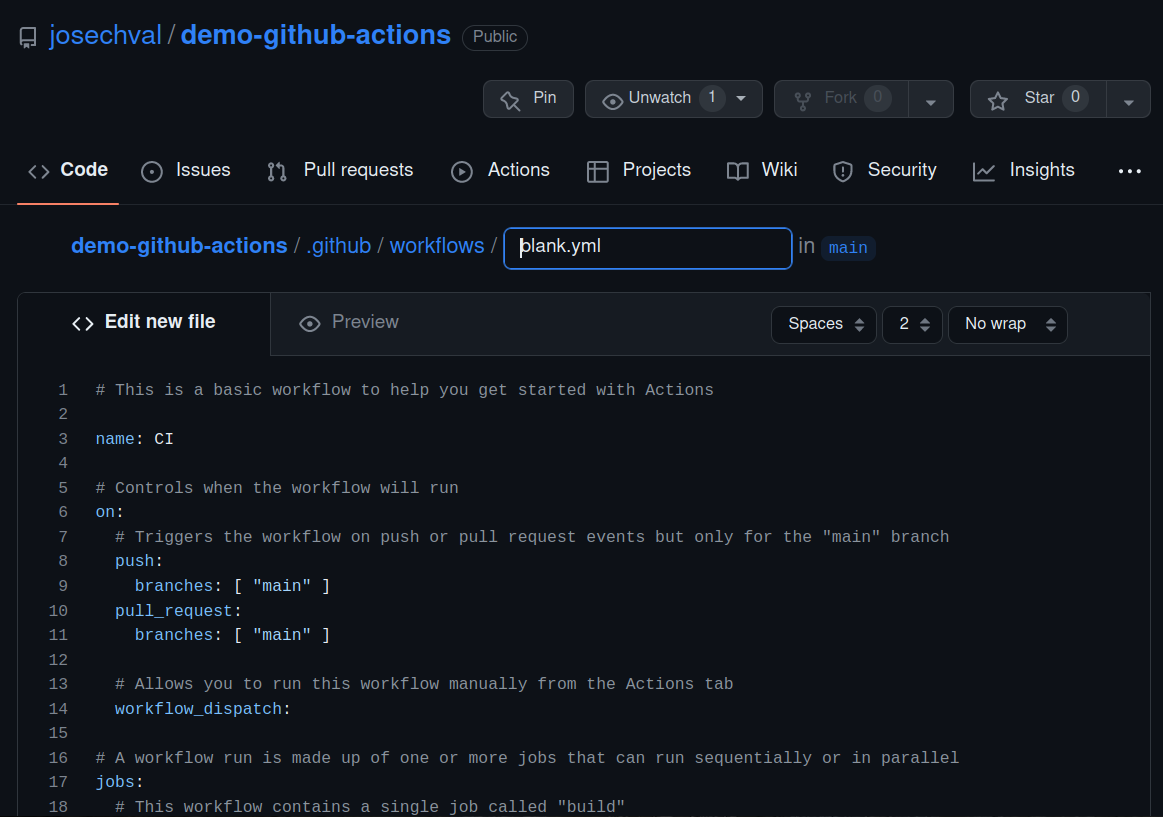 josechval / demo-github-actions Public
Pin Unwatch 1 Fork 0 Star 0
Code Issues Pull requests Actions Projects Wiki Security Insights ...
demo-github-actions / .github / workflows / blank.yml in main
Edit new file Preview Spaces 2 No wrap
1 # This is a basic workflow to help you get started with Actions
2
3 name: CI
4
5 # Controls when the workflow will run
6 on:
7   # Triggers the workflow on push or pull request events but only for the "main" branch
8   push:
9     branches: [ "main" ]
10   pull_request:
11     branches: [ "main" ]
12
13   # Allows you to run this workflow manually from the Actions tab
14   workflow_dispatch:
15
16 # A workflow run is made up of one or more jobs that can run sequentially or in parallel
17 jobs:
18   # This workflow contains a single job called "build"